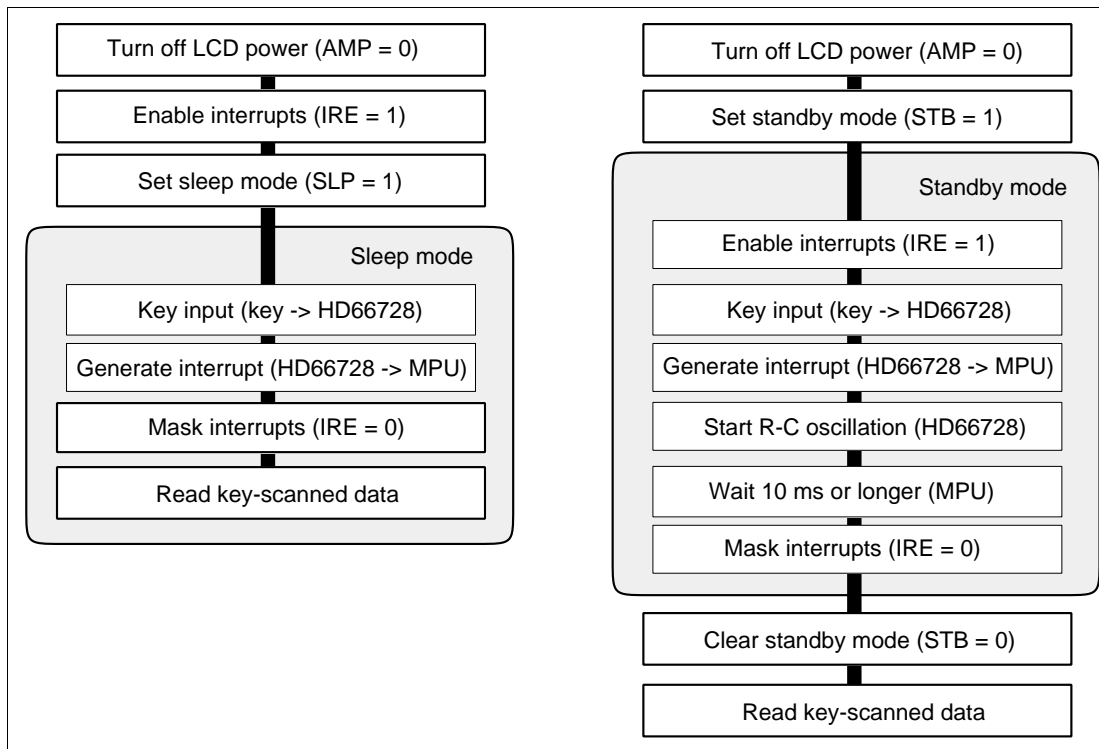 Turn off LCD power (AMP = 0)
Enable interrupts (IRE = 1)
Set sleep mode (SLP = 1)
Sleep mode
Key input (key -> HD66728)
Generate interrupt (HD66728 -> MPU)
Mask interrupts (IRE = 0)
Read key-scanned data
Turn off LCD power (AMP = 0)
Set standby mode (STB = 1)
Standby mode
Enable interrupts (IRE = 1)
Key input (key -> HD66728)
Generate interrupt (HD66728 -> MPU)
Start R-C oscillation (HD66728)
Wait 10 ms or longer (MPU)
Mask interrupts (IRE = 0)
Clear standby mode (STB = 0)
Read key-scanned data